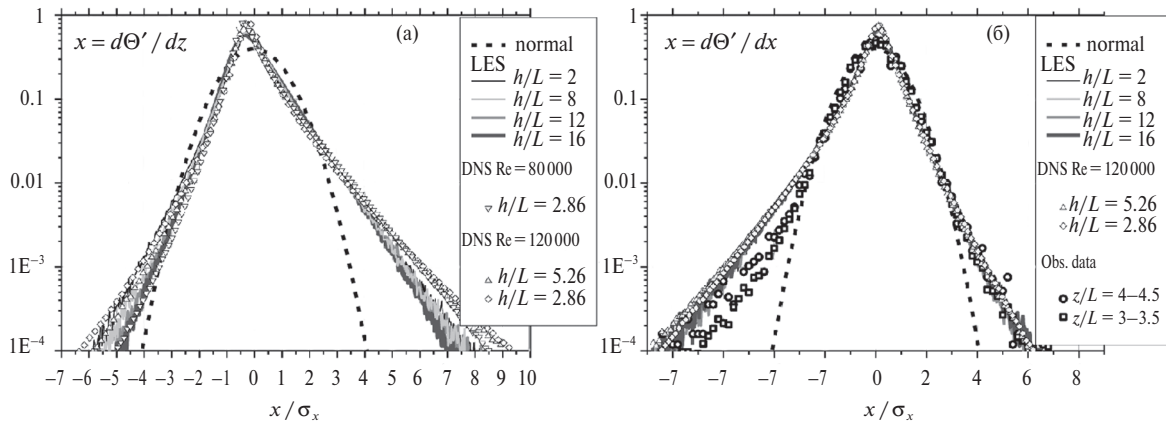 1
0.1
0.01
1E–3
1E–4
x = dΘ′ / dz
(а)
normal
LES
h/L = 2
h/L = 8
h/L = 12
h/L = 16
DNS Re = 80 000
h/L = 2.86
DNS Re = 120 000
h/L = 5.26
h/L = 2.86
–7 –6 –5 –4 –3 –2 –1 0 1 2 3 4 5 6 7 8 9 10
x / σx
1
0.1
0.01
1E–3
1E–4
x = dΘ′ / dx
(б)
normal
LES
h/L = 2
h/L = 8
h/L = 12
h/L = 16
DNS Re = 120 000
h/L = 5.26
h/L = 2.86
Obs. data
z/L = 4–4.5
z/L = 3–3.5
–7 –7 –7 –7 0 2 4 6 8
x / σx